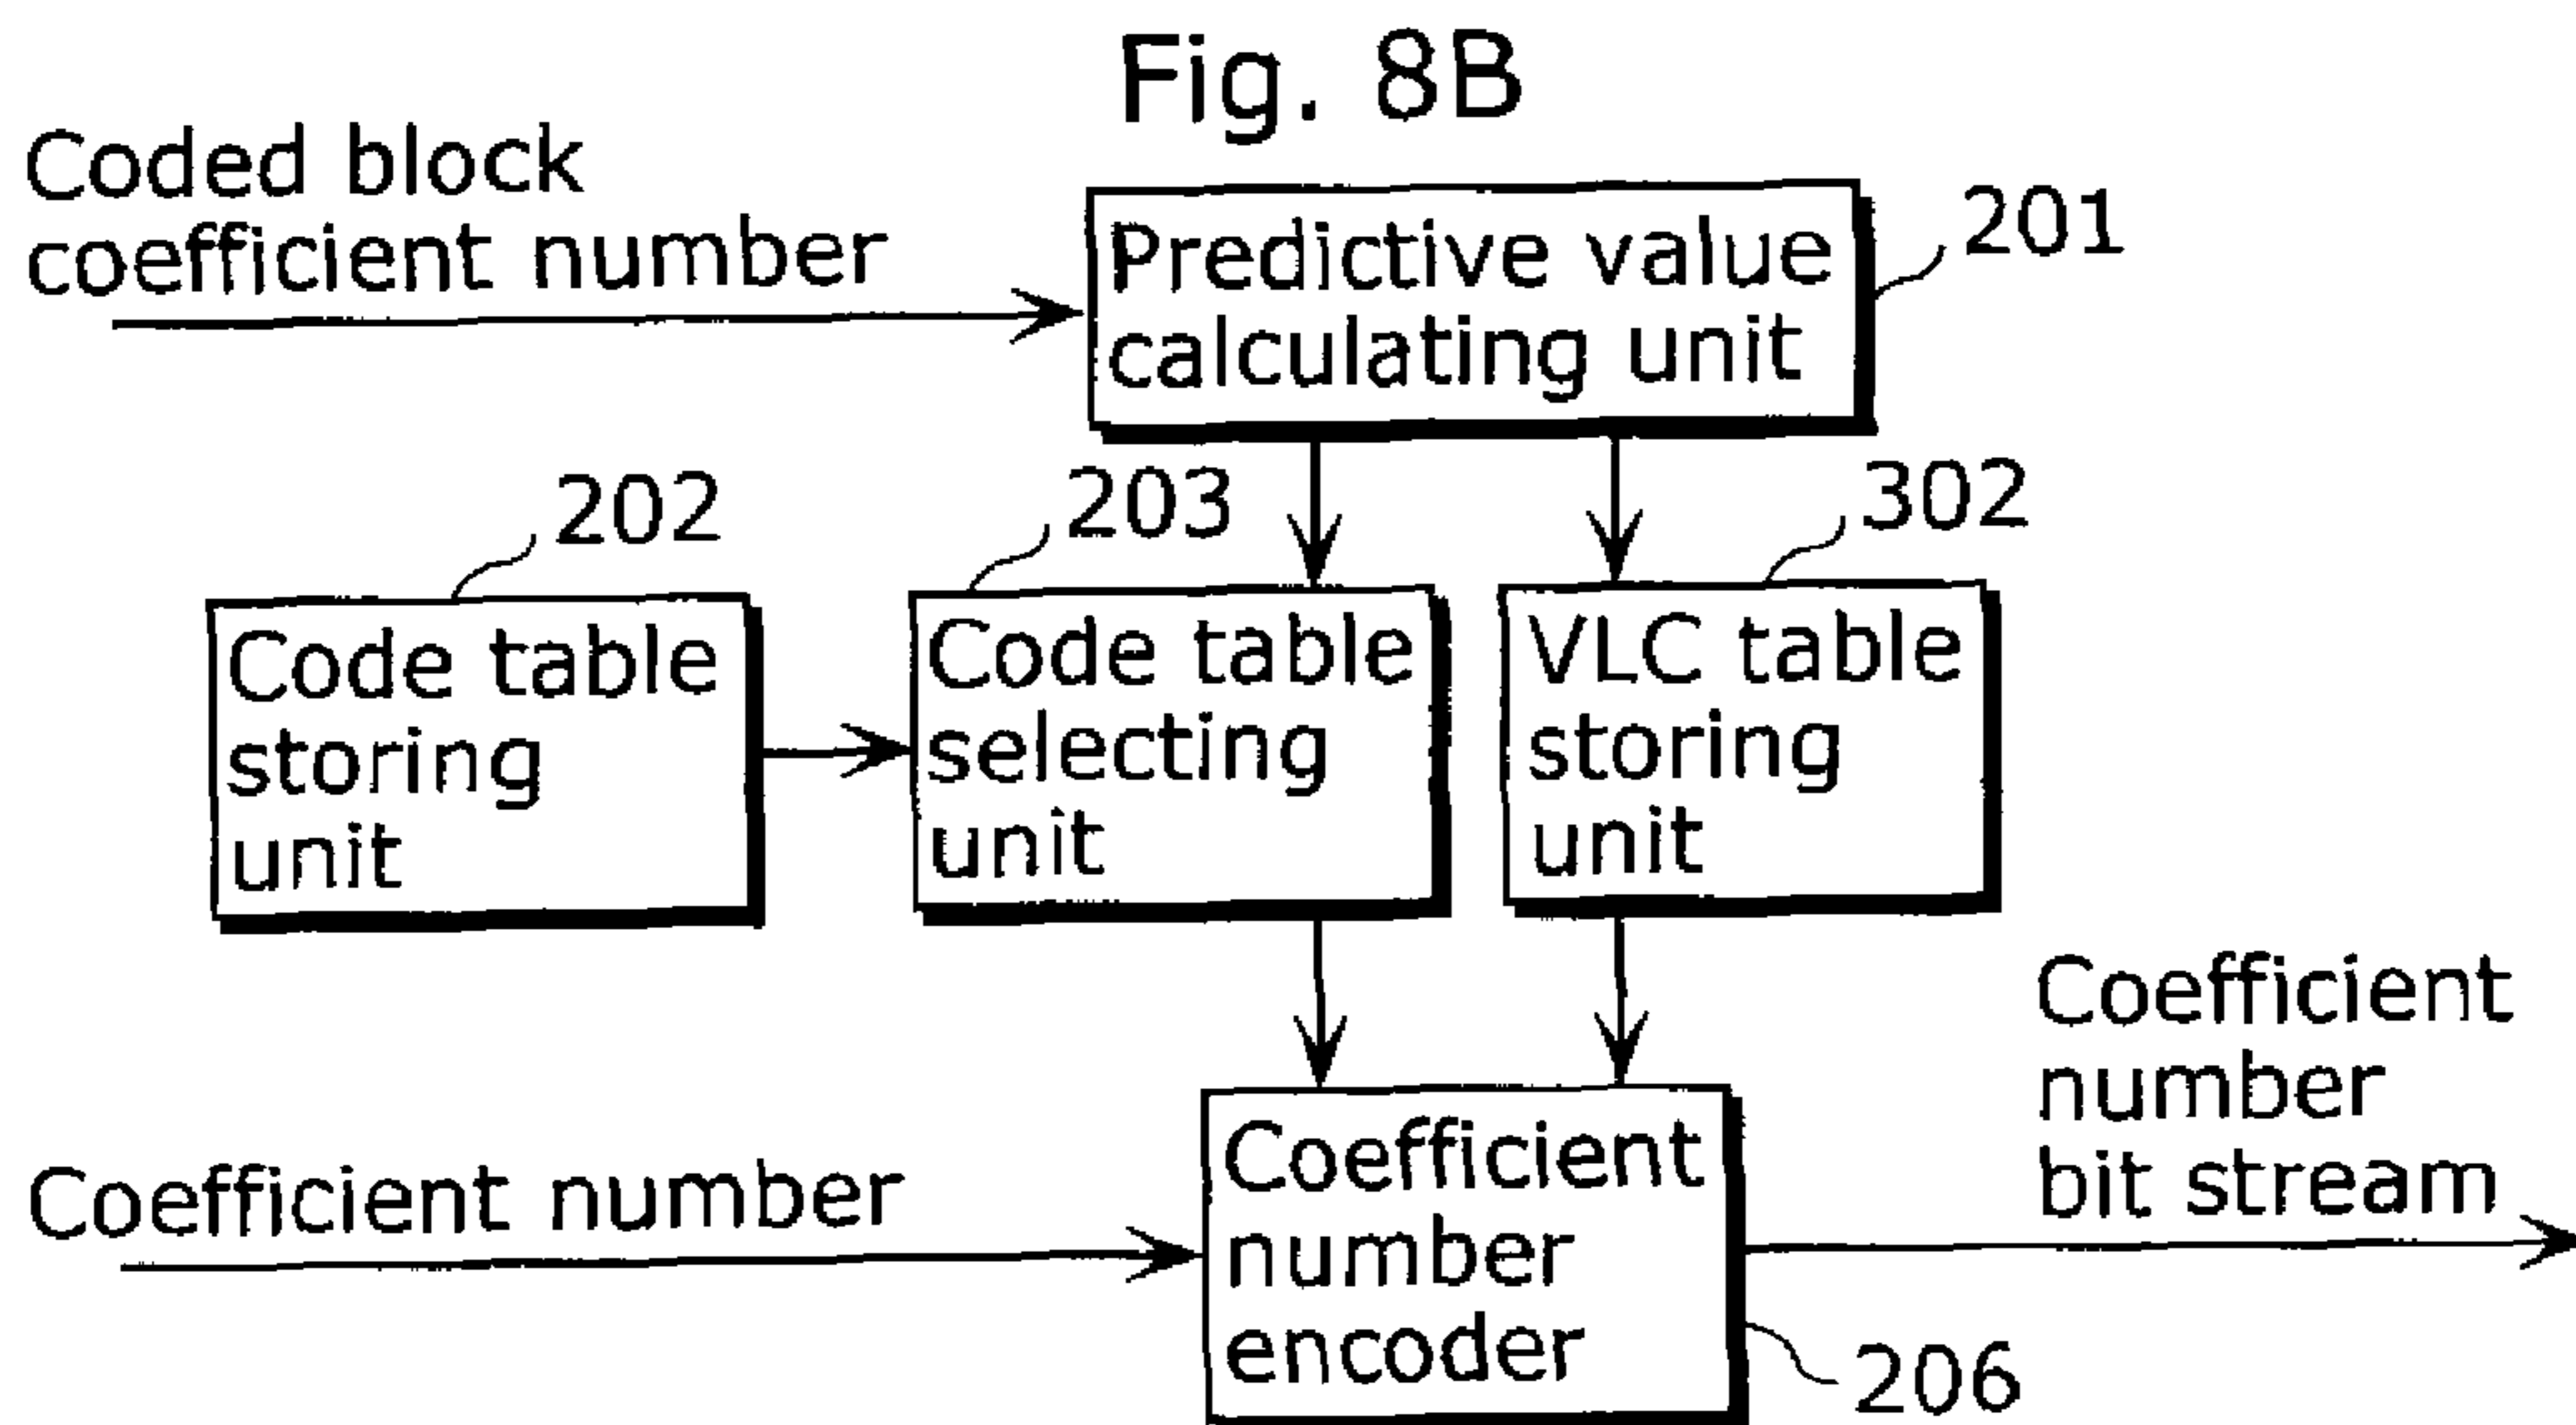 Fig. 8B
Coded block
coefficient number
Predictive value
calculating unit
201
202
203
302
Code table
storing
unit
Code table
selecting
unit
VLC table
storing
unit
Coefficient number
Coefficient
number
encoder
Coefficient
number
bit stream
206